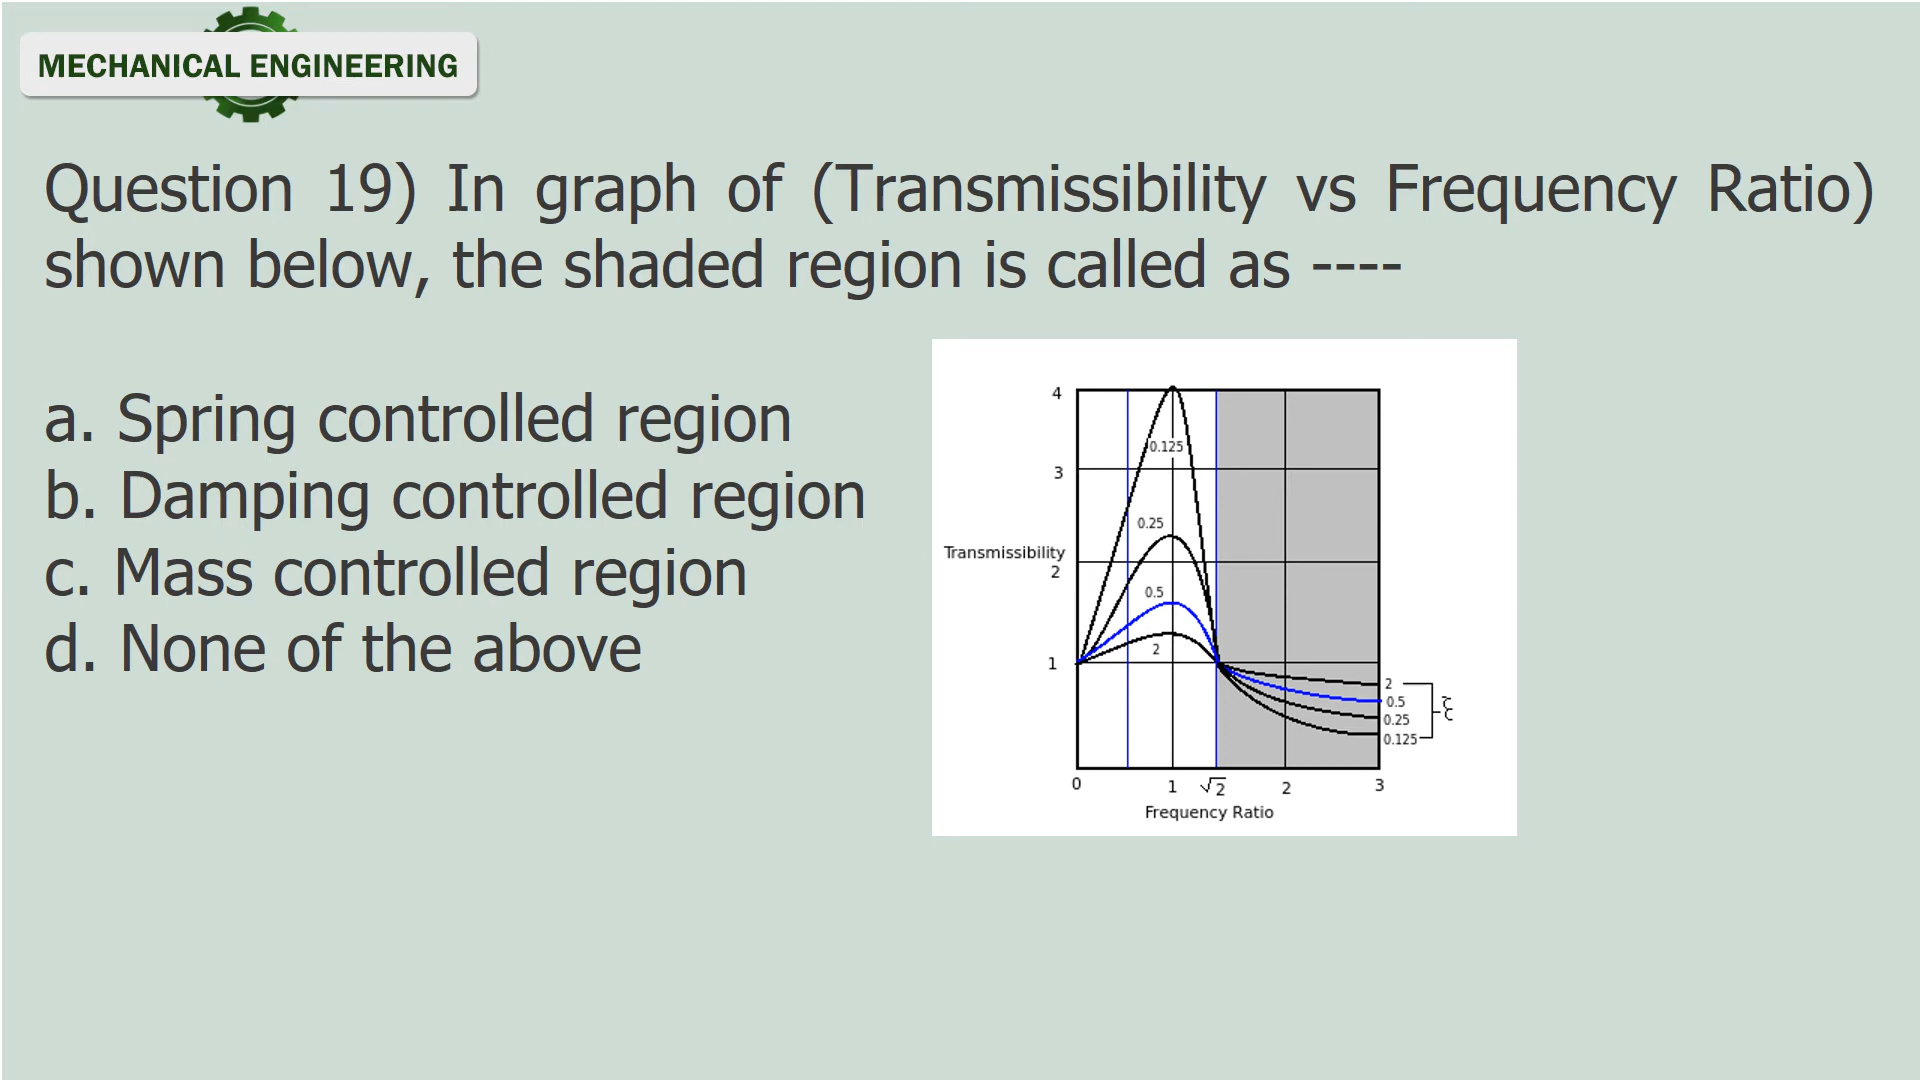 MECHANICAL ENGINEERING
Question 19) In graph of (Transmissibility vs Frequency Ratio)
shown below, the shaded region is called as ----
a. Spring controlled region
b. Damping controlled region
c. Mass controlled region
d. None of the above
4
0.125
3
0.25
Transmissibility
2
0.5
2
1
2
0.5
ζ
0.25
0.125
0 1 √2 2 3
Frequency Ratio